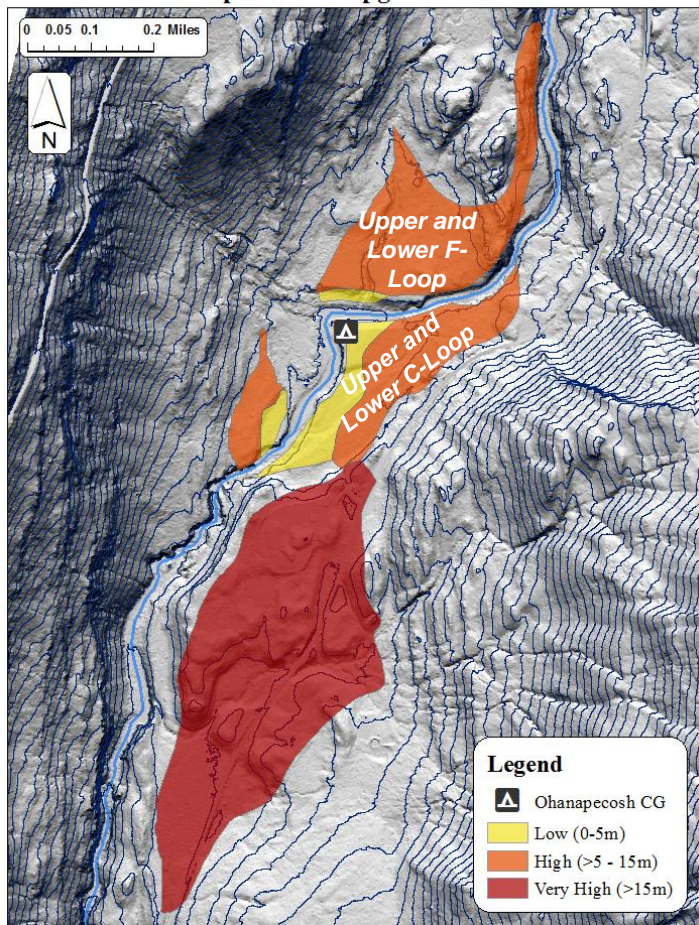 0 0.05 0.1 0.2 Miles
N
Upper and
Lower F-
Loop
Upper and
Lower C-Loop
Legend
Ohanapecosh CG
Low (0-5m)
High (>5 - 15m)
Very High (>15m)